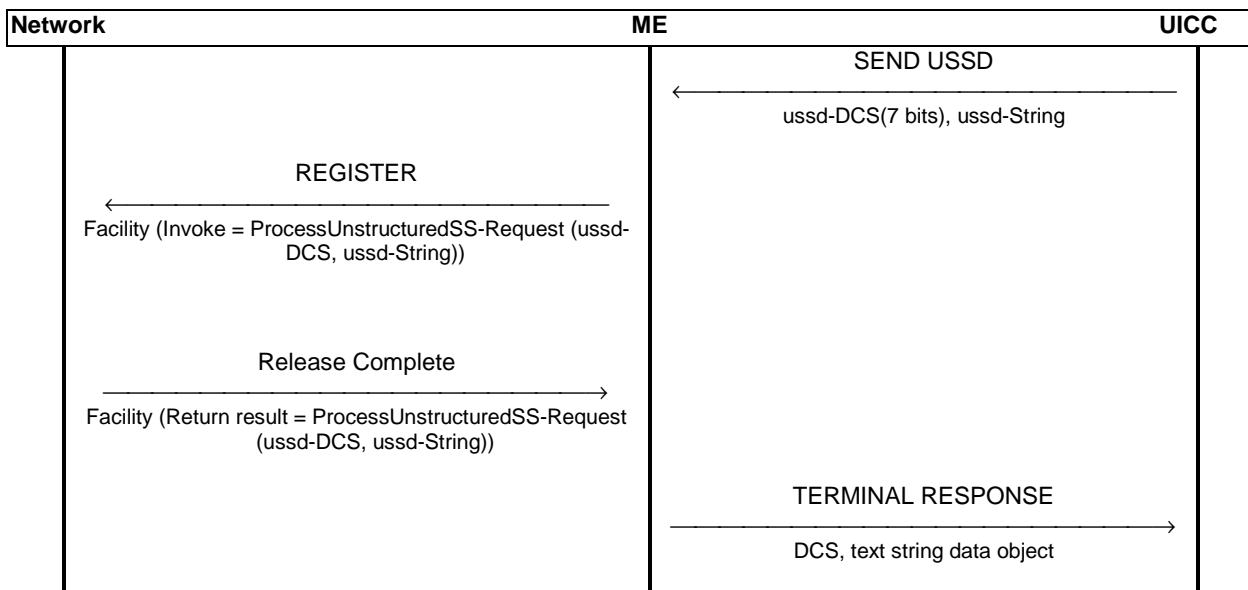 Network ME UICC
SEND USSD
ussd-DCS(7 bits), ussd-String
REGISTER
Facility (Invoke = ProcessUnstructuredSS-Request (ussd-
DCS, ussd-String))
Release Complete
Facility (Return result = ProcessUnstructuredSS-Request
(ussd-DCS, ussd-String))
TERMINAL RESPONSE
DCS, text string data object